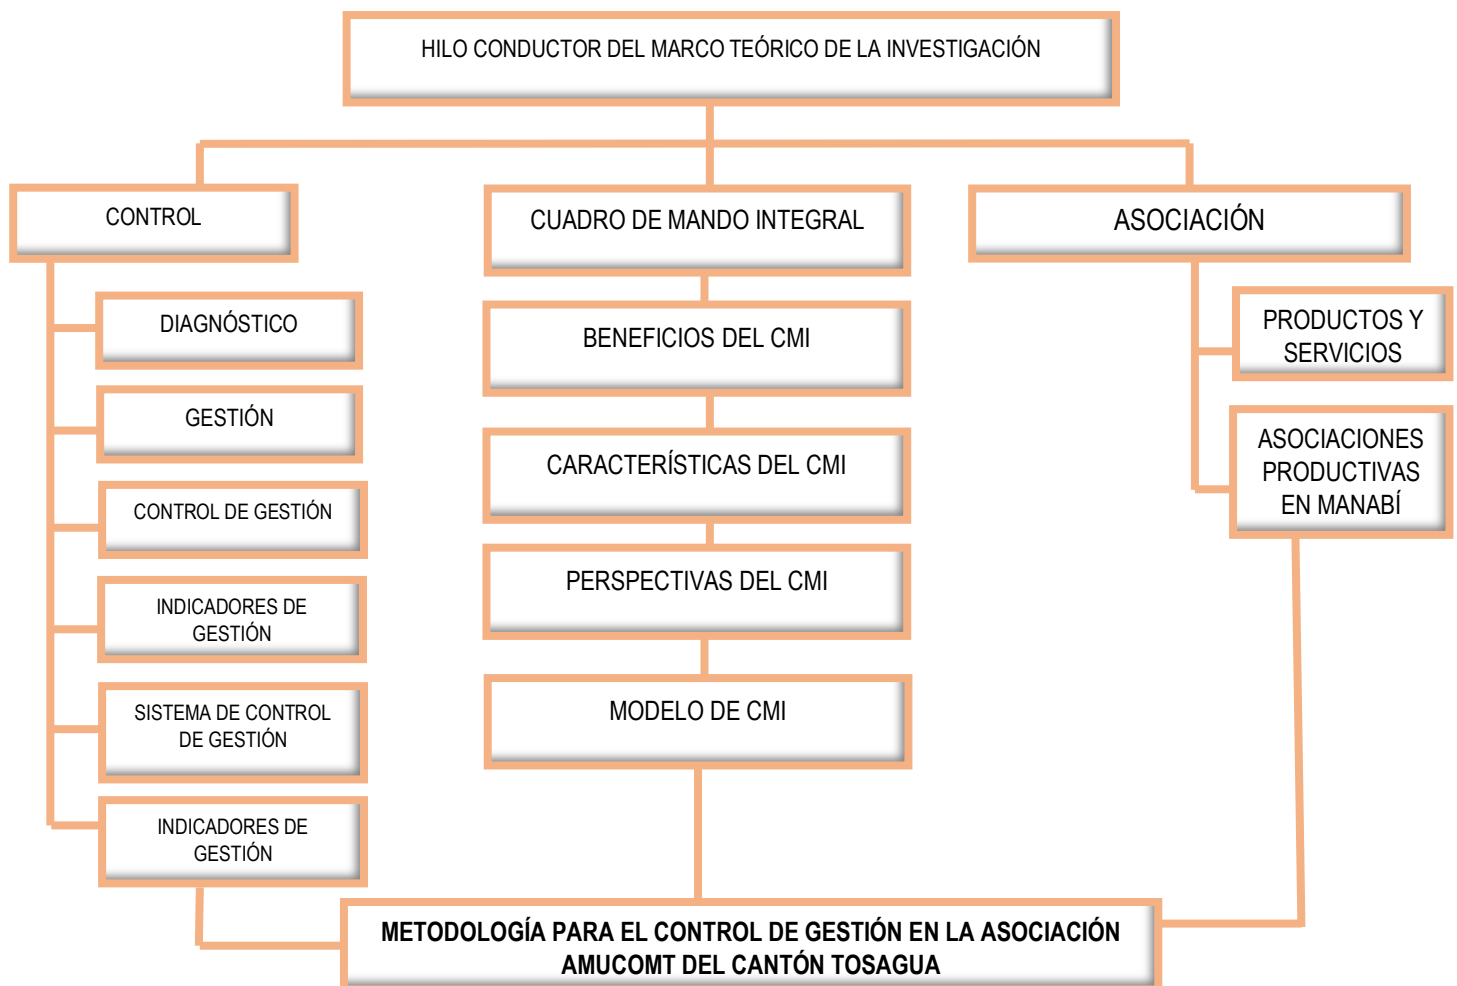 HILO CONDUCTOR DEL MARCO TEÓRICO DE LA INVESTIGACIÓN
CONTROL
DIAGNÓSTICO
GESTIÓN
CONTROL DE GESTIÓN
INDICADORES DE
GESTIÓN
SISTEMA DE CONTROL
DE GESTIÓN
INDICADORES DE
GESTIÓN
CUADRO DE MANDO INTEGRAL
BENEFICIOS DEL CMI
CARACTERÍSTICAS DEL CMI
PERSPECTIVAS DEL CMI
MODELO DE CMI
ASOCIACIÓN
PRODUCTOS Y
SERVICIOS
ASOCIACIONES
PRODUCTIVAS
EN MANABÍ
METODOLOGÍA PARA EL CONTROL DE GESTIÓN EN LA ASOCIACIÓN
AMUCOMT DEL CANTÓN TOSAGUA